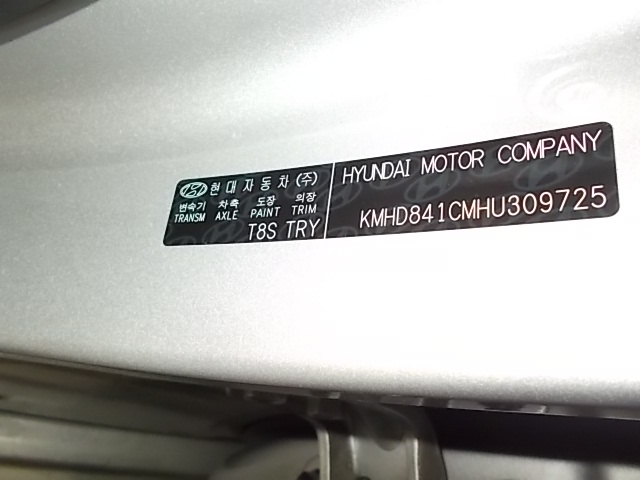 현대자동차(주)
변속기 차축 도장 외장
TRANSM AXLE PAINT TRIM
T8S TRY
HYUNDAI MOTOR COMPANY
KMHD841CMHU309725